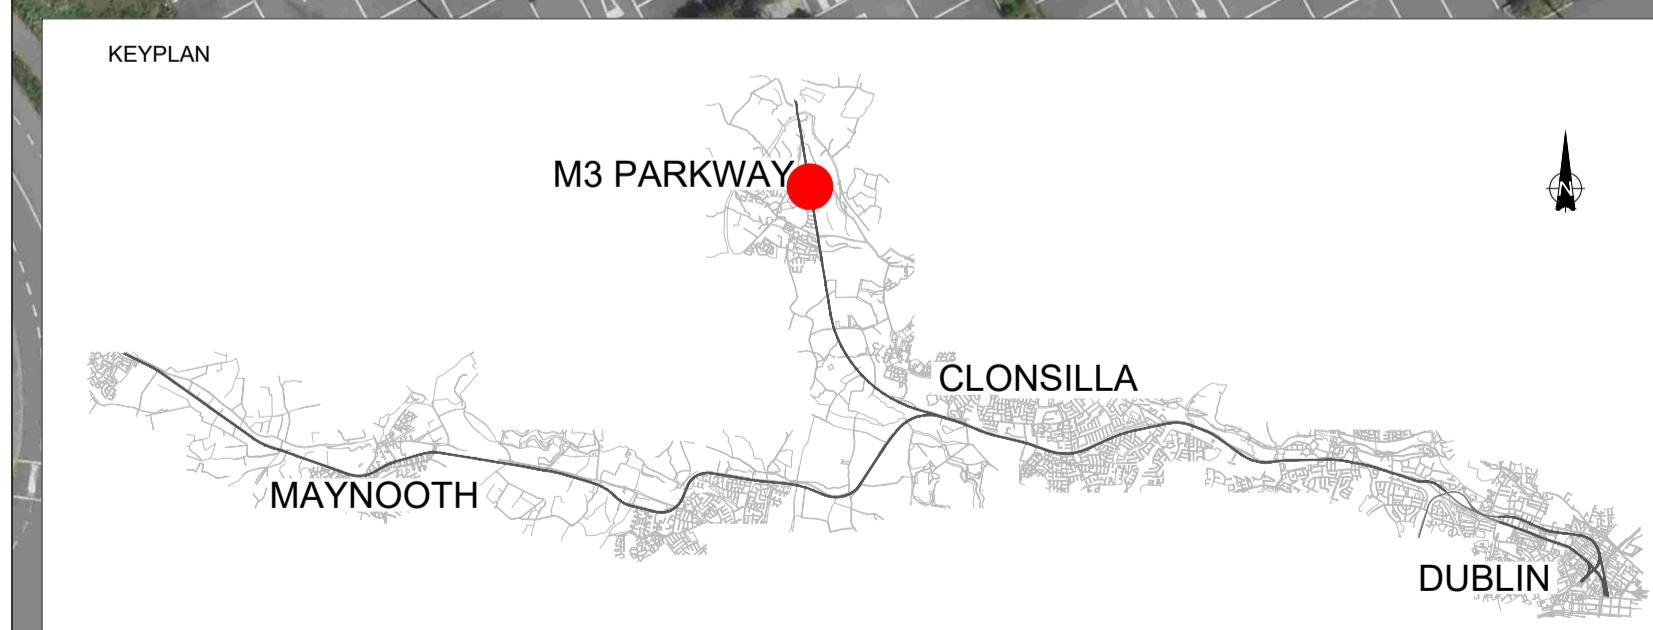 KEYPLAN
M3 PARKWAY
N
CLONSILLA
MAYNOOTH
DUBLIN